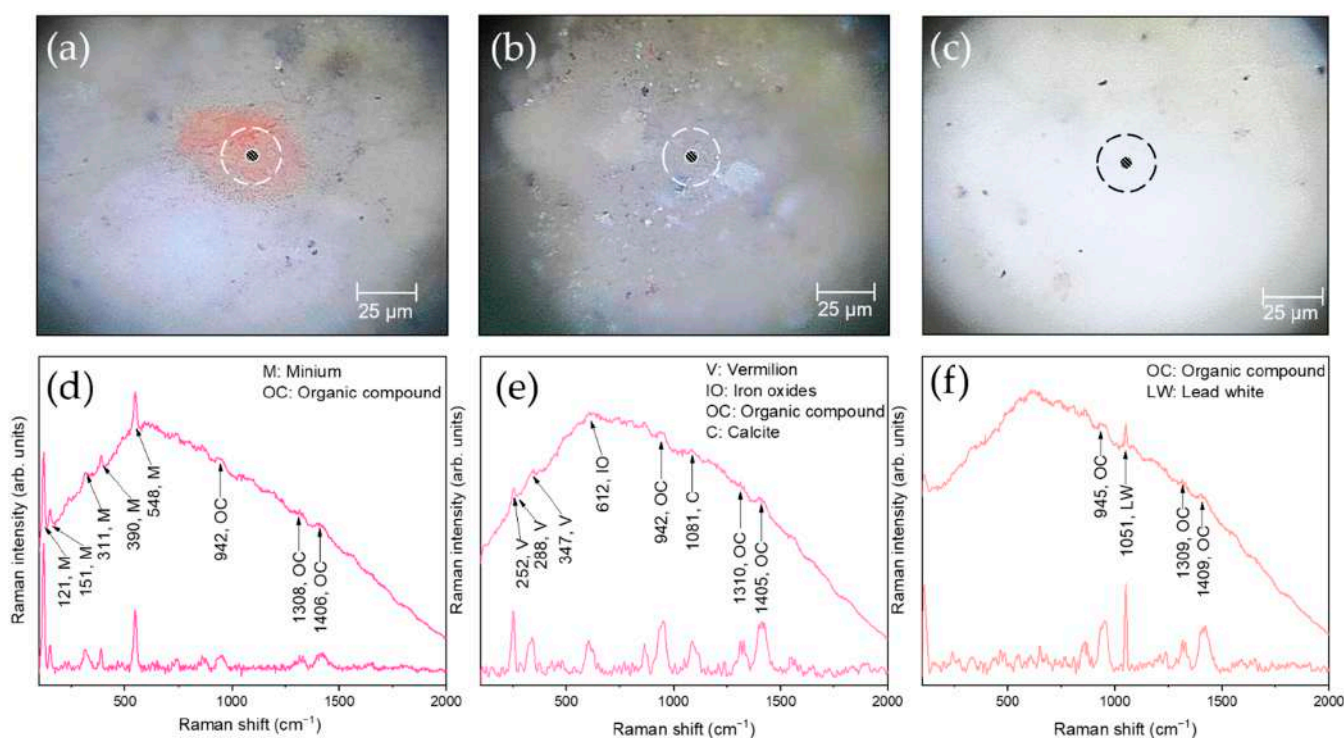 (a)
25 µm
(b)
25 µm
(c)
25 µm
(d)
M: Minium
OC: Organic compound
121, M
151, M
311, M
390, M
548, M
942, OC
1308, OC
1406, OC
Raman intensity (arb. units)
500
1000
1500
2000
Raman shift (cm⁻¹)
(e)
V: Vermilion
IO: Iron oxides
OC: Organic compound
C: Calcite
252, V
288, V
347, V
612, IO
942, OC
1081, C
1310, OC
1405, OC
Raman intensity (arb. units)
500
1000
1500
2000
Raman shift (cm⁻¹)
(f)
OC: Organic compound
LW: Lead white
945, OC
1051, LW
1309, OC
1409, OC
Raman intensity (arb. units)
500
1000
1500
2000
Raman shift (cm⁻¹)